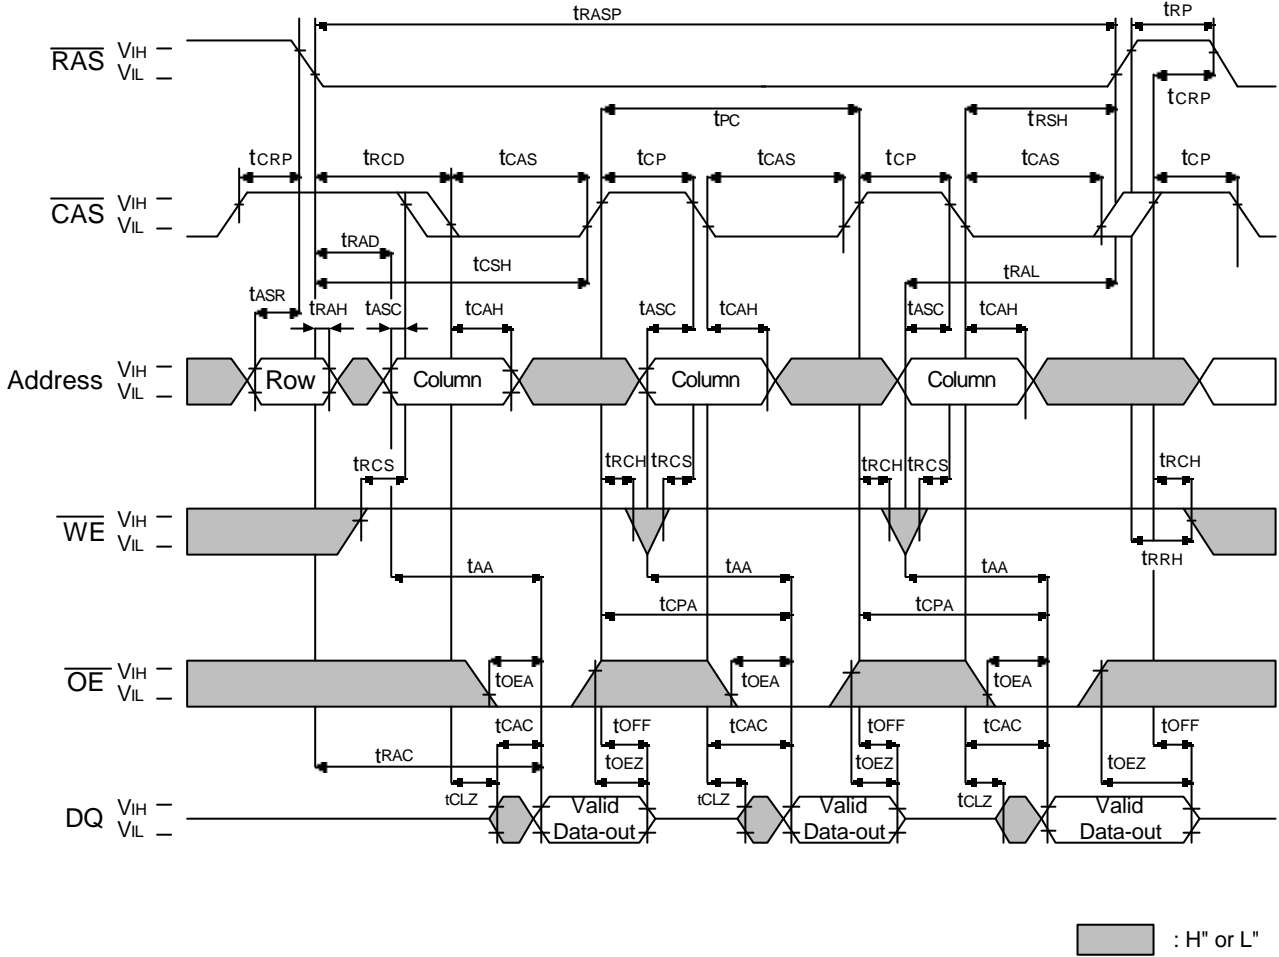 tRASP tRP
RAS VIH
VIL
tCRP
tPC tRSH
tCRP tRCD tCAS tCP tCAS tCP tCAS tCP
CAS VIH
VIL
tRAD
tCSH tRAL
tASR tRAH tASC tCAH tASC tCAH tASC tCAH
Address VIH
VIL
Row Column Column Column
tRCS tRCH tRCS tRCH tRCS tRCH
WE VIH
VIL
tRRH
tAA tAA tAA
tCPA tCPA
OE VIH
VIL
tOEA tOEA tOEA
tCAC tOFF tCAC tOFF tCAC tOFF
tRAC tOEZ tOEZ tOEZ
tCLZ tCLZ tCLZ
DQ VIH
VIL
Valid Data-out Valid Data-out Valid Data-out
: H" or L"